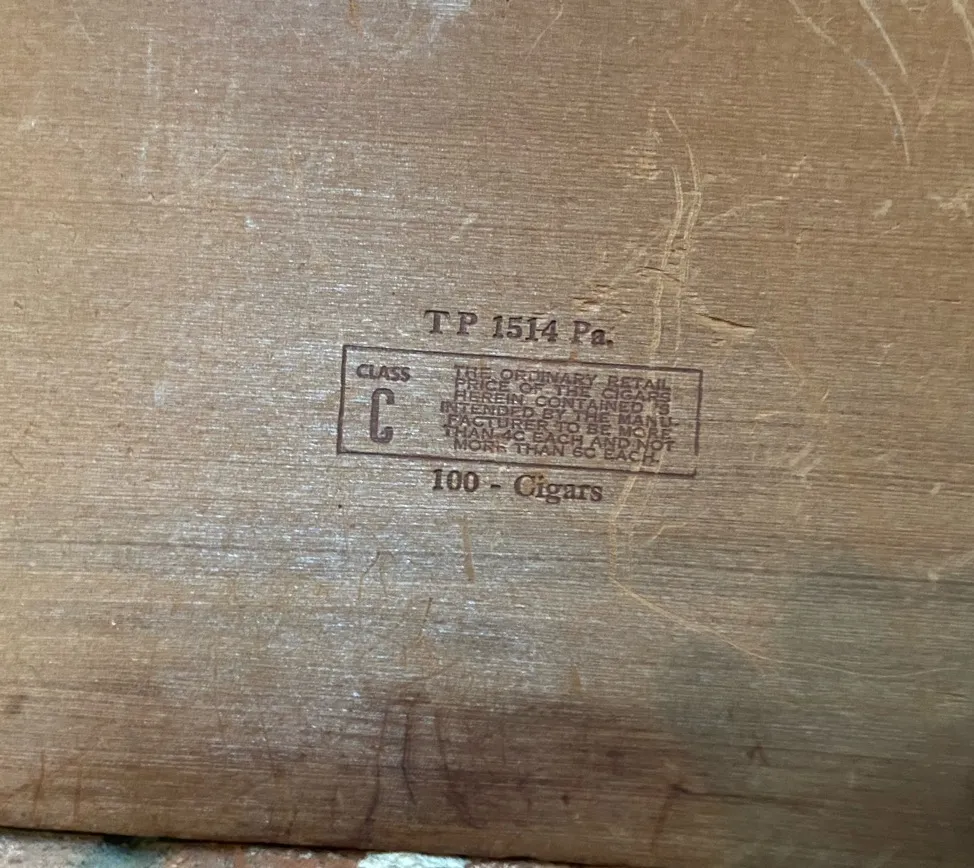 T P 1514 Pa.
CLASS
C
THE ORDINARY RETAIL
PRICE OF THE CIGARS
HEREIN CONTAINED IS
INTENDED BY THE MANU-
FACTURER TO BE MORE
THAN 4C EACH AND NOT
MORE THAN 6C EACH.
100 - Cigars